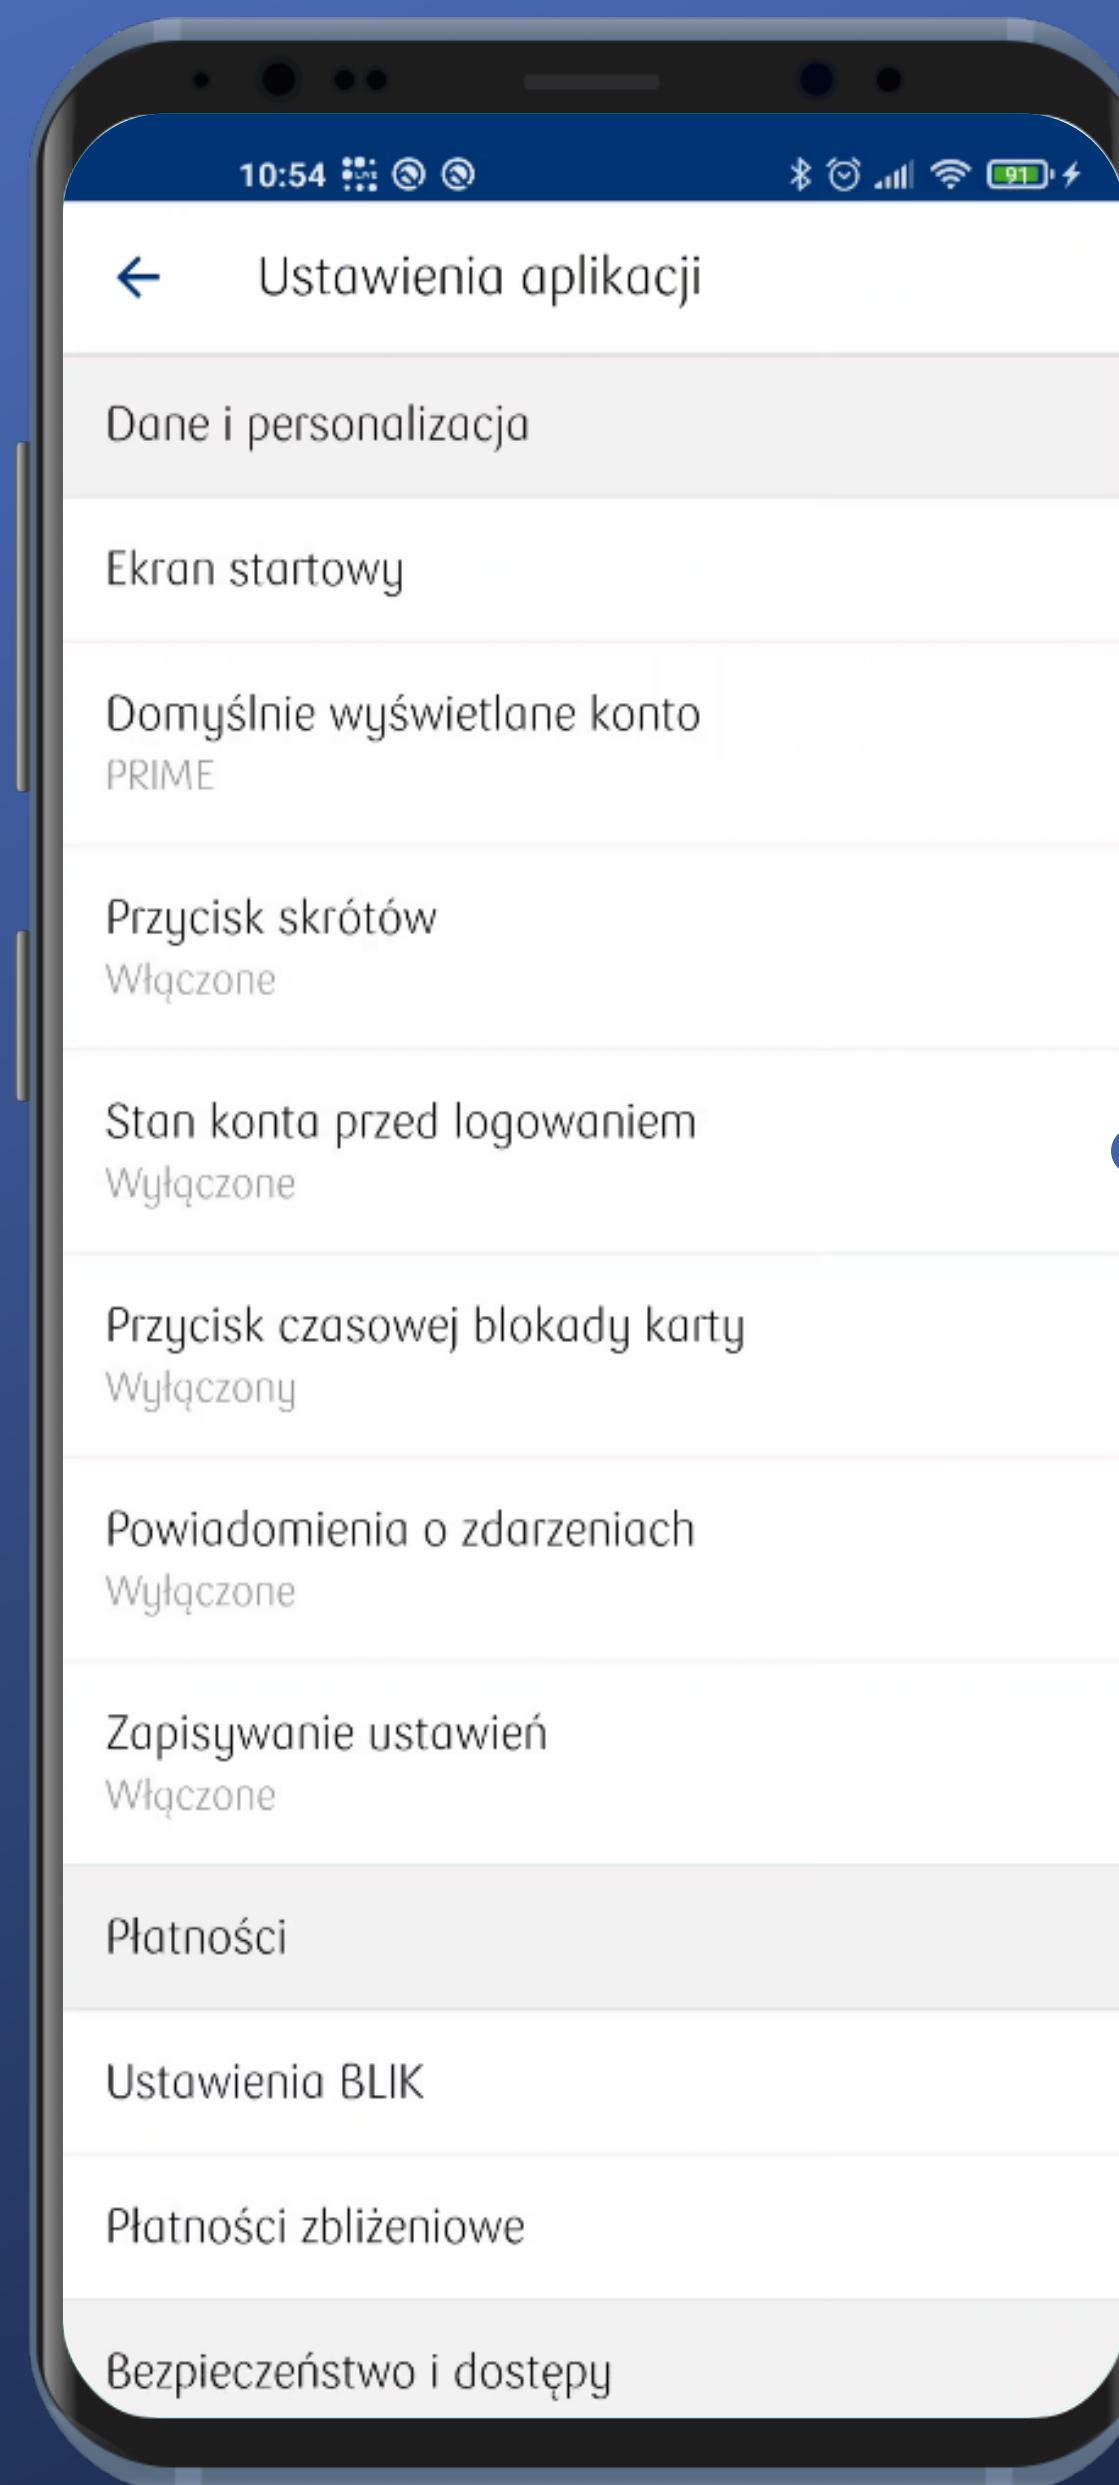 10:54 91
Ustawienia aplikacji
Dane i personalizacja
Ekran startowy
Domyślnie wyświetlane konto
PRIME
Przycisk skrótów
Włączone
Stan konta przed logowaniem
Wyłączone
Przycisk czasowej blokady karty
Wyłączony
Powiadomienia o zdarzeniach
Wyłączone
Zapisywanie ustawień
Włączone
Płatności
Ustawienia BLIK
Płatności zbliżeniowe
Bezpieczeństwo i dostępy